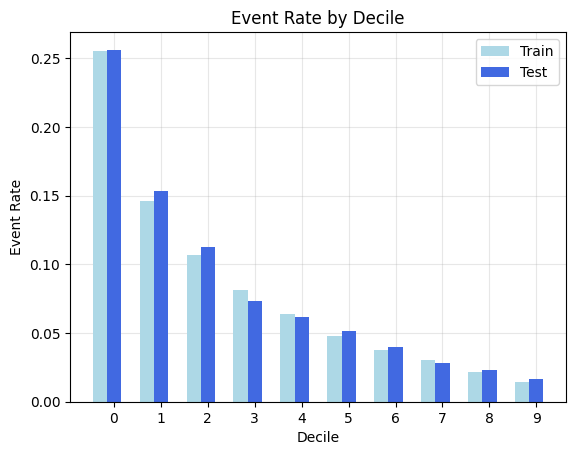 Event Rate by Decile
Train
Test
Event Rate
0.25
0.20
0.15
0.10
0.05
0.00
0 1 2 3 4 5 6 7 8 9
Decile